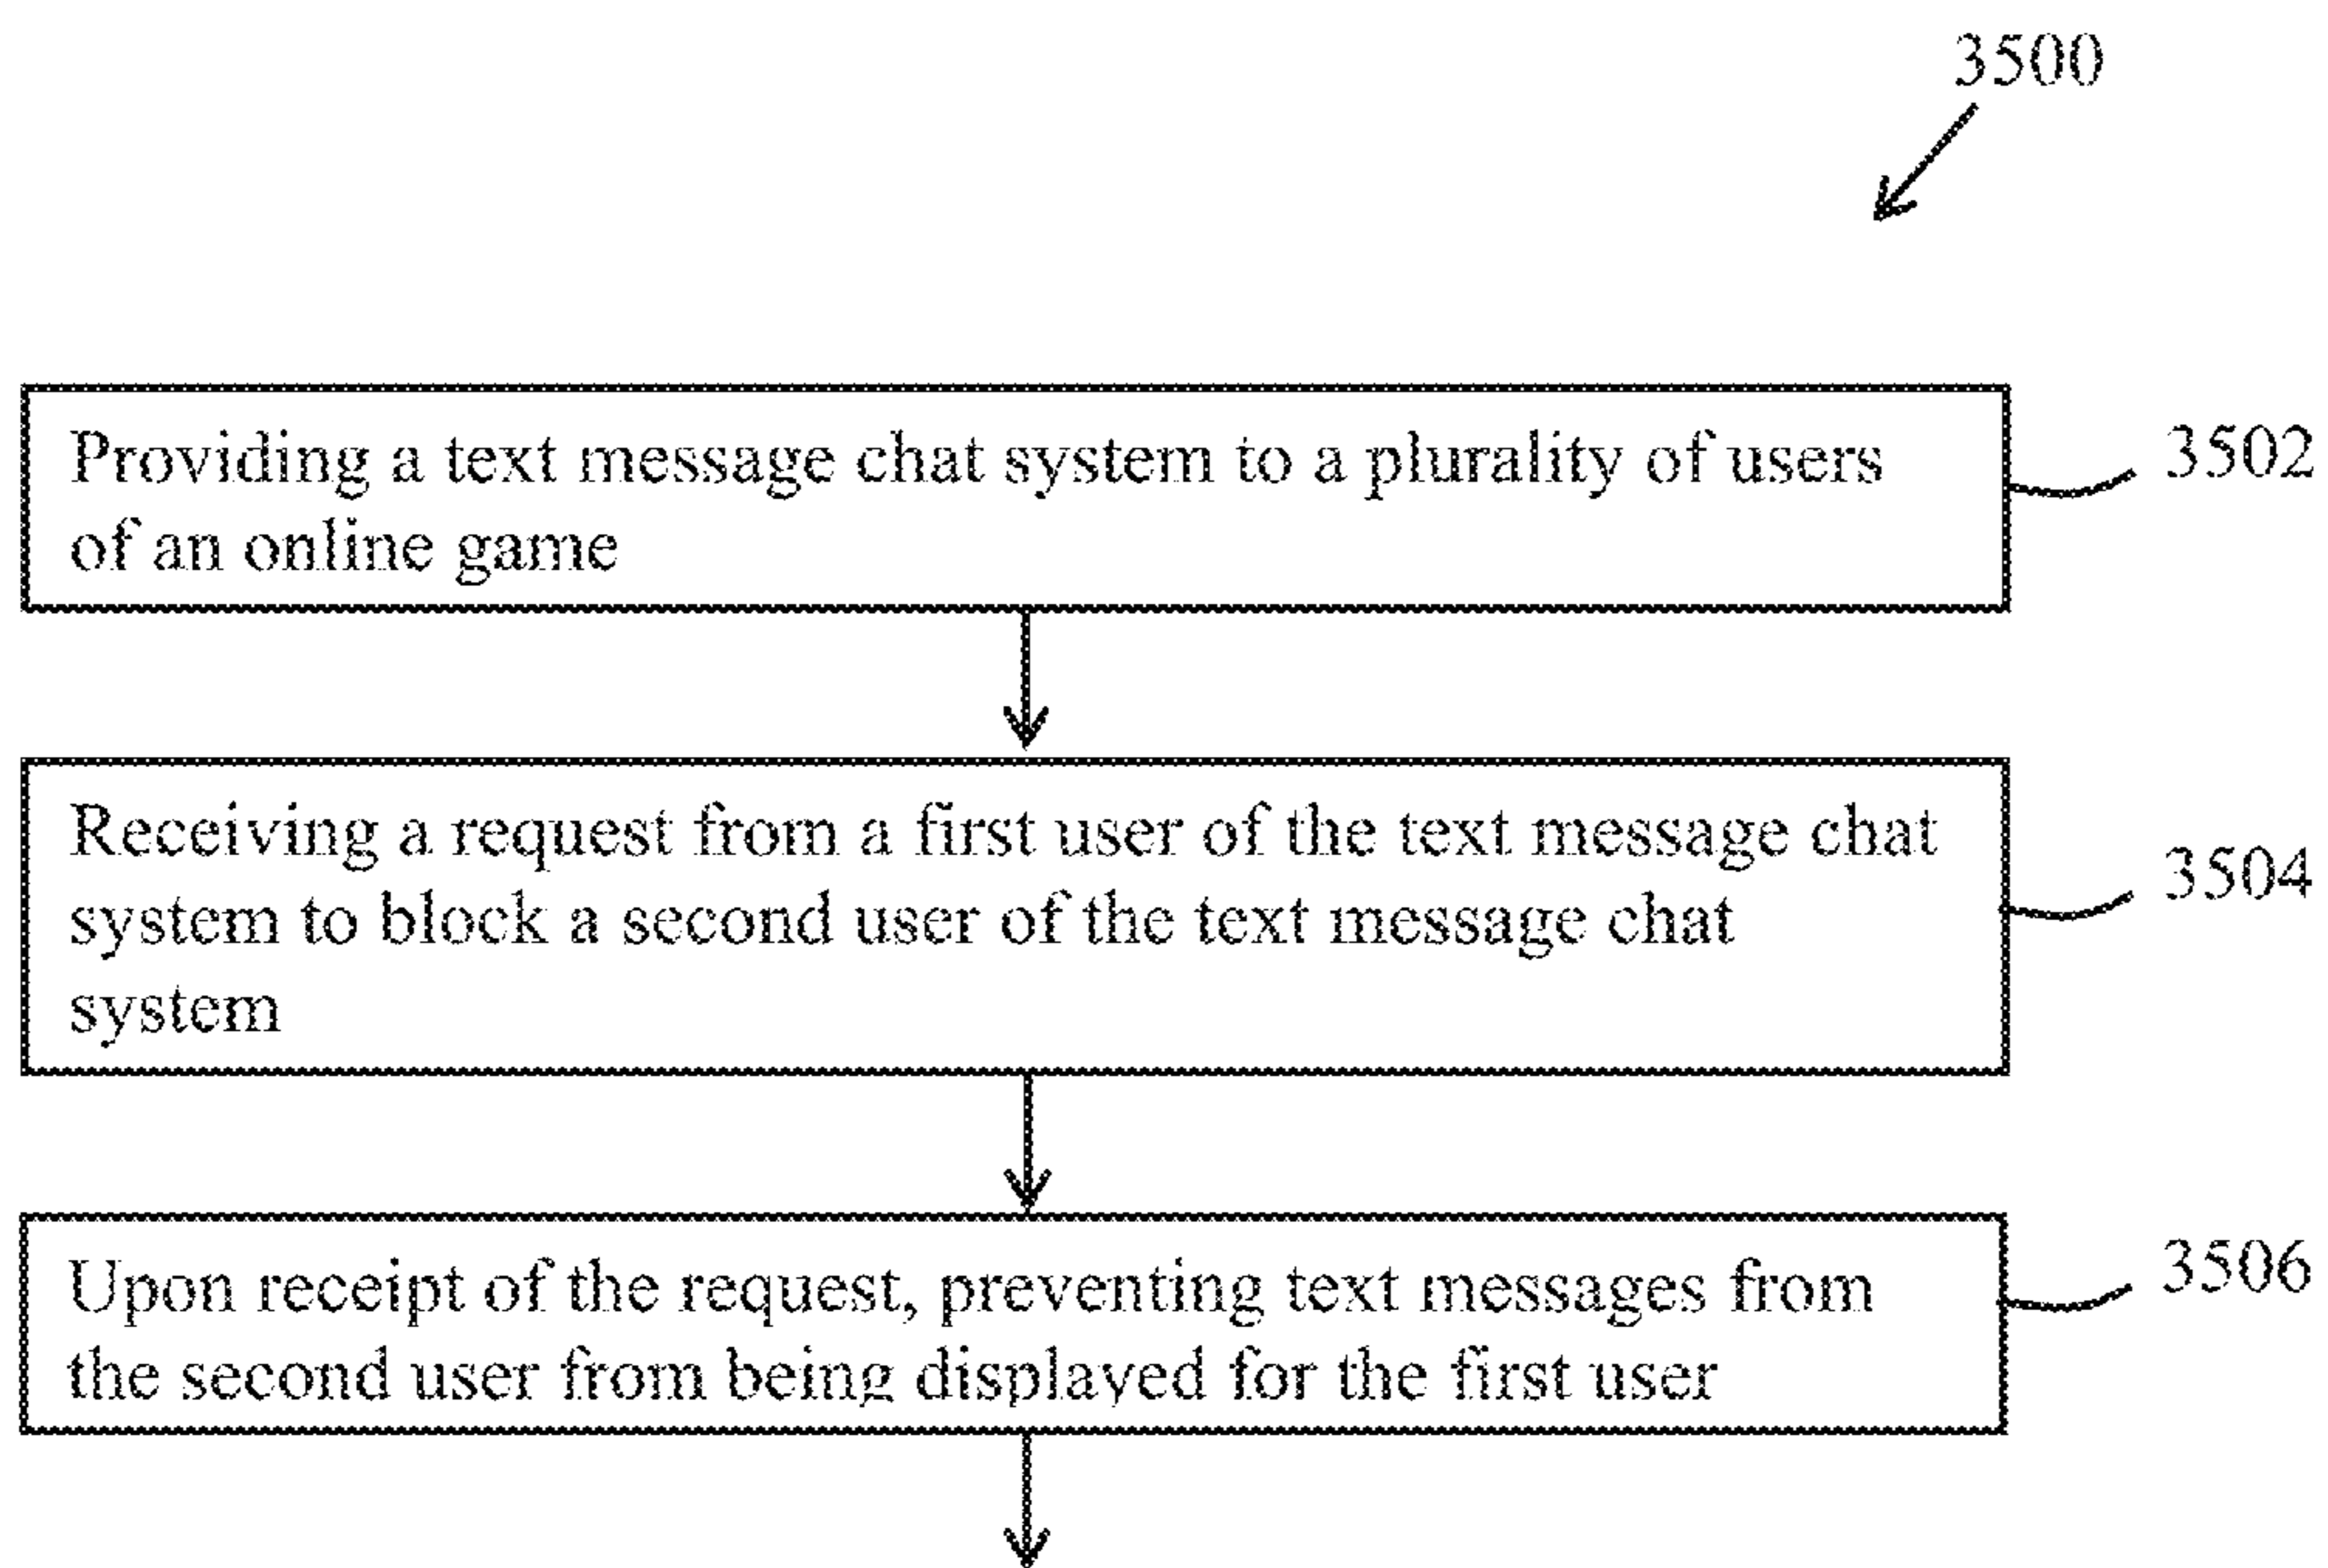 3500
Providing a text message chat system to a plurality of users
of an online game
3502
Receiving a request from a first user of the text message chat
system to block a second user of the text message chat
system
3504
Upon receipt of the request, preventing text messages from
the second user from being displayed for the first user
3506